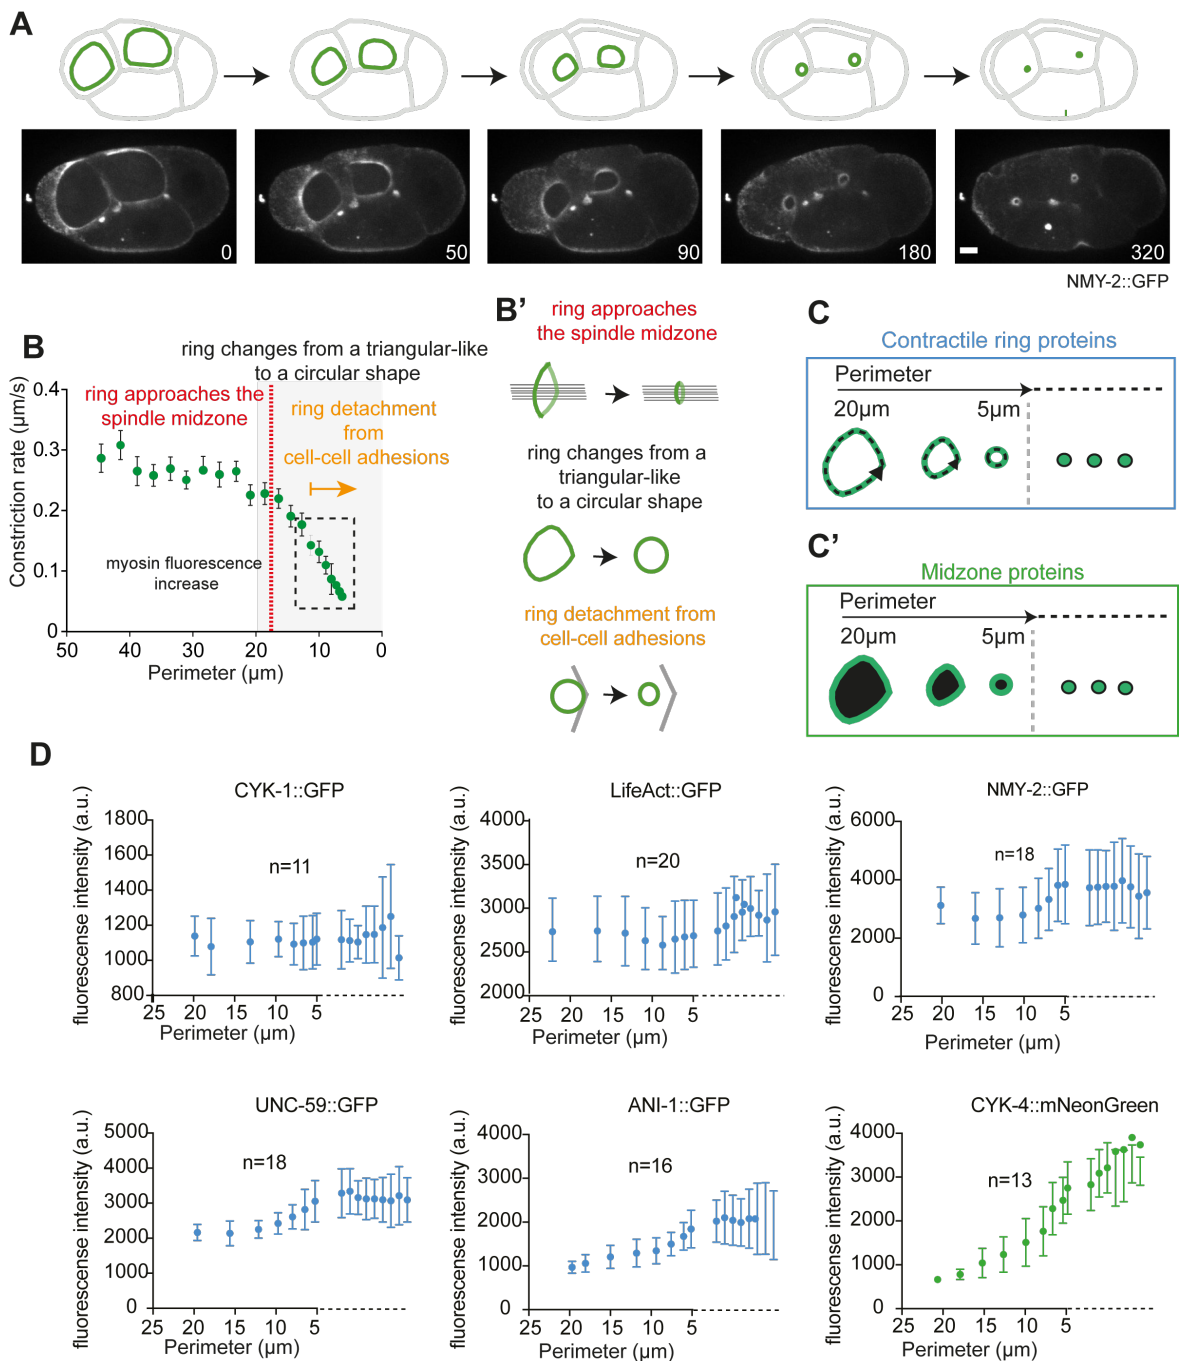 A
0
50
90
180
320
NMY-2::GFP
B
ring changes from a triangular-like
to a circular shape
ring approaches the
spindle midzone
ring detachment
from
cell-cell adhesions
myosin fluorescence
increase
Constriction rate (µm/s)
0.4
0.3
0.2
0.1
0
50
40
30
20
10
0
Perimeter (µm)
B'
ring approaches
the spindle midzone
ring changes from a
triangular-like
to a circular shape
ring detachment from
cell-cell adhesions
C
Contractile ring proteins
Perimeter
20µm
5µm
C'
Midzone proteins
Perimeter
20µm
5µm
D
CYK-1::GFP
n=11
fluorescense intensity (a.u.)
1800
1600
1400
1200
1000
800
25
20
15
10
5
Perimeter (µm)
LifeAct::GFP
n=20
fluorescense intensity (a.u.)
4000
3500
3000
2500
2000
25
20
15
10
5
Perimeter (µm)
NMY-2::GFP
n=18
fluorescense intensity (a.u.)
6000
4000
2000
0
25
20
15
10
5
Perimeter (µm)
UNC-59::GFP
n=18
fluorescense intensity (a.u.)
5000
4000
3000
2000
1000
0
25
20
15
10
5
Perimeter (µm)
ANI-1::GFP
n=16
fluorescense intensity (a.u.)
4000
3000
2000
1000
0
25
20
15
10
5
Perimeter (µm)
CYK-4::mNeonGreen
n=13
fluorescense intensity (a.u.)
4000
3000
2000
1000
0
25
20
15
10
5
Perimeter (µm)